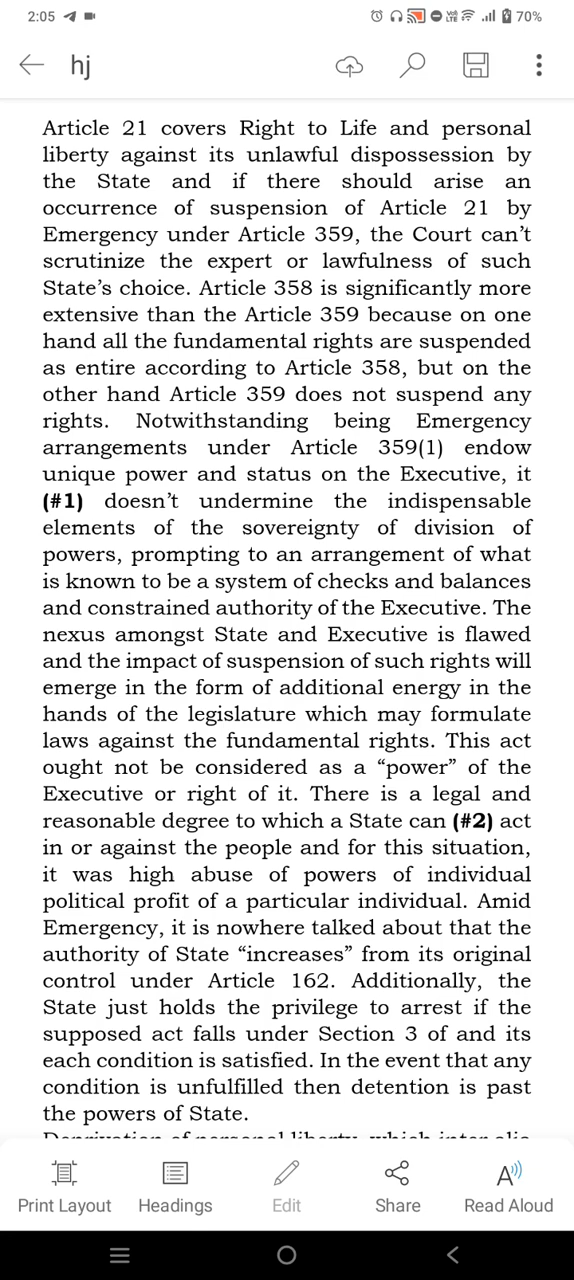 2:05
VoLTE 70%
hj
Article 21 covers Right to Life and personal
liberty against its unlawful dispossession by
the State and if there should arise an
occurrence of suspension of Article 21 by
Emergency under Article 359, the Court can’t
scrutinize the expert or lawfulness of such
State’s choice. Article 358 is significantly more
extensive than the Article 359 because on one
hand all the fundamental rights are suspended
as entire according to Article 358, but on the
other hand Article 359 does not suspend any
rights. Notwithstanding being Emergency
arrangements under Article 359(1) endow
unique power and status on the Executive, it
(#1) doesn’t undermine the indispensable
elements of the sovereignty of division of
powers, prompting to an arrangement of what
is known to be a system of checks and balances
and constrained authority of the Executive. The
nexus amongst State and Executive is flawed
and the impact of suspension of such rights will
emerge in the form of additional energy in the
hands of the legislature which may formulate
laws against the fundamental rights. This act
ought not be considered as a “power” of the
Executive or right of it. There is a legal and
reasonable degree to which a State can (#2) act
in or against the people and for this situation,
it was high abuse of powers of individual
political profit of a particular individual. Amid
Emergency, it is nowhere talked about that the
authority of State “increases” from its original
control under Article 162. Additionally, the
State just holds the privilege to arrest if the
supposed act falls under Section 3 of and its
each condition is satisfied. In the event that any
condition is unfulfilled then detention is past
the powers of State.
Deprivation of personal liberty, which inter alia
Print Layout Headings Edit Share Read Aloud